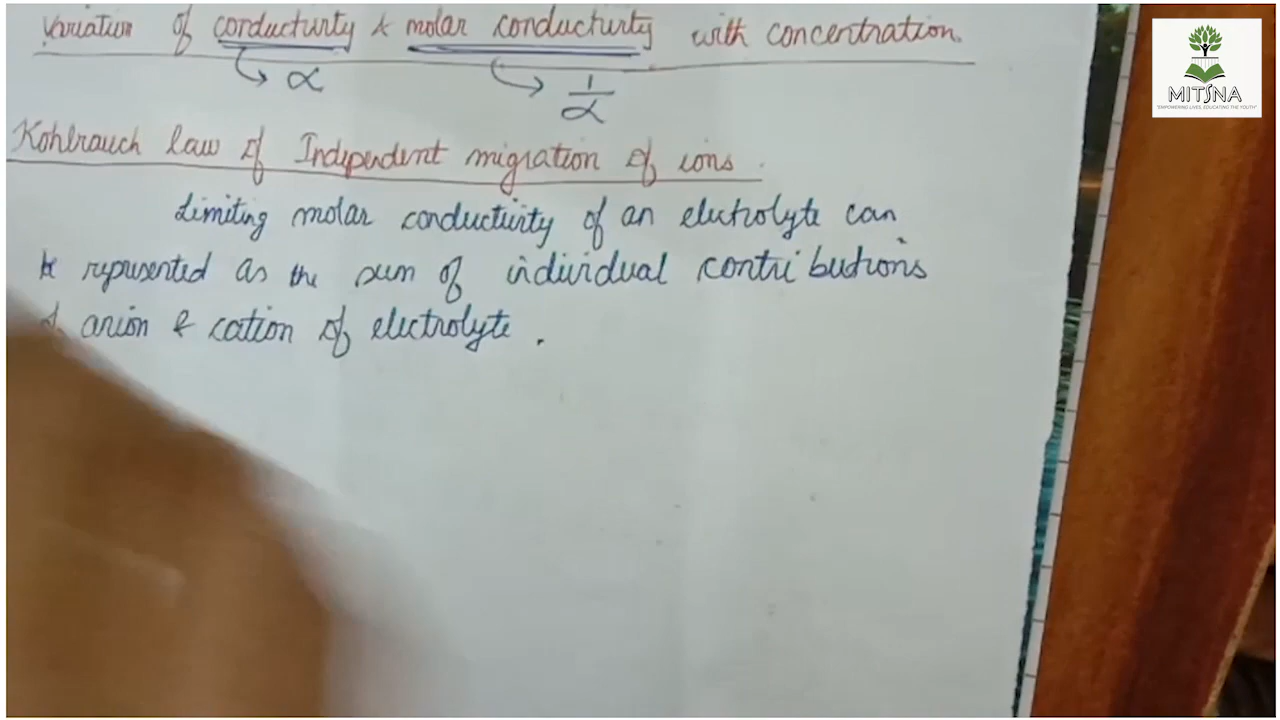 Variation of conductivity & molar conductivity with concentration.
α
1/α
Kohlrauch law of Independent migration of ions.
Limiting molar conductivity of an electrolyte can
be represented as the sum of individual contributions
of anion & cation of electrolyte.
MITSNA
"EMPOWERING LIVES, EDUCATING THE YOUTH"